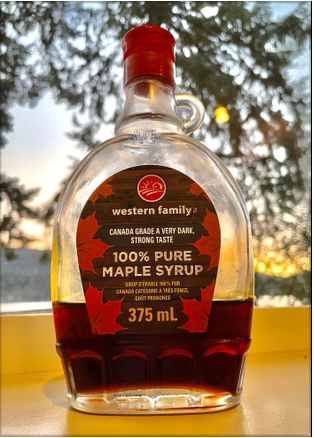 western family
CANADA GRADE A VERY DARK,
STRONG TASTE
100% PURE
MAPLE SYRUP
SIROP D'ÉRABLE 100% PUR
CANADA CATÉGORIE A TRÈS FONCÉ,
GOÛT PRONONCÉ
375 mL